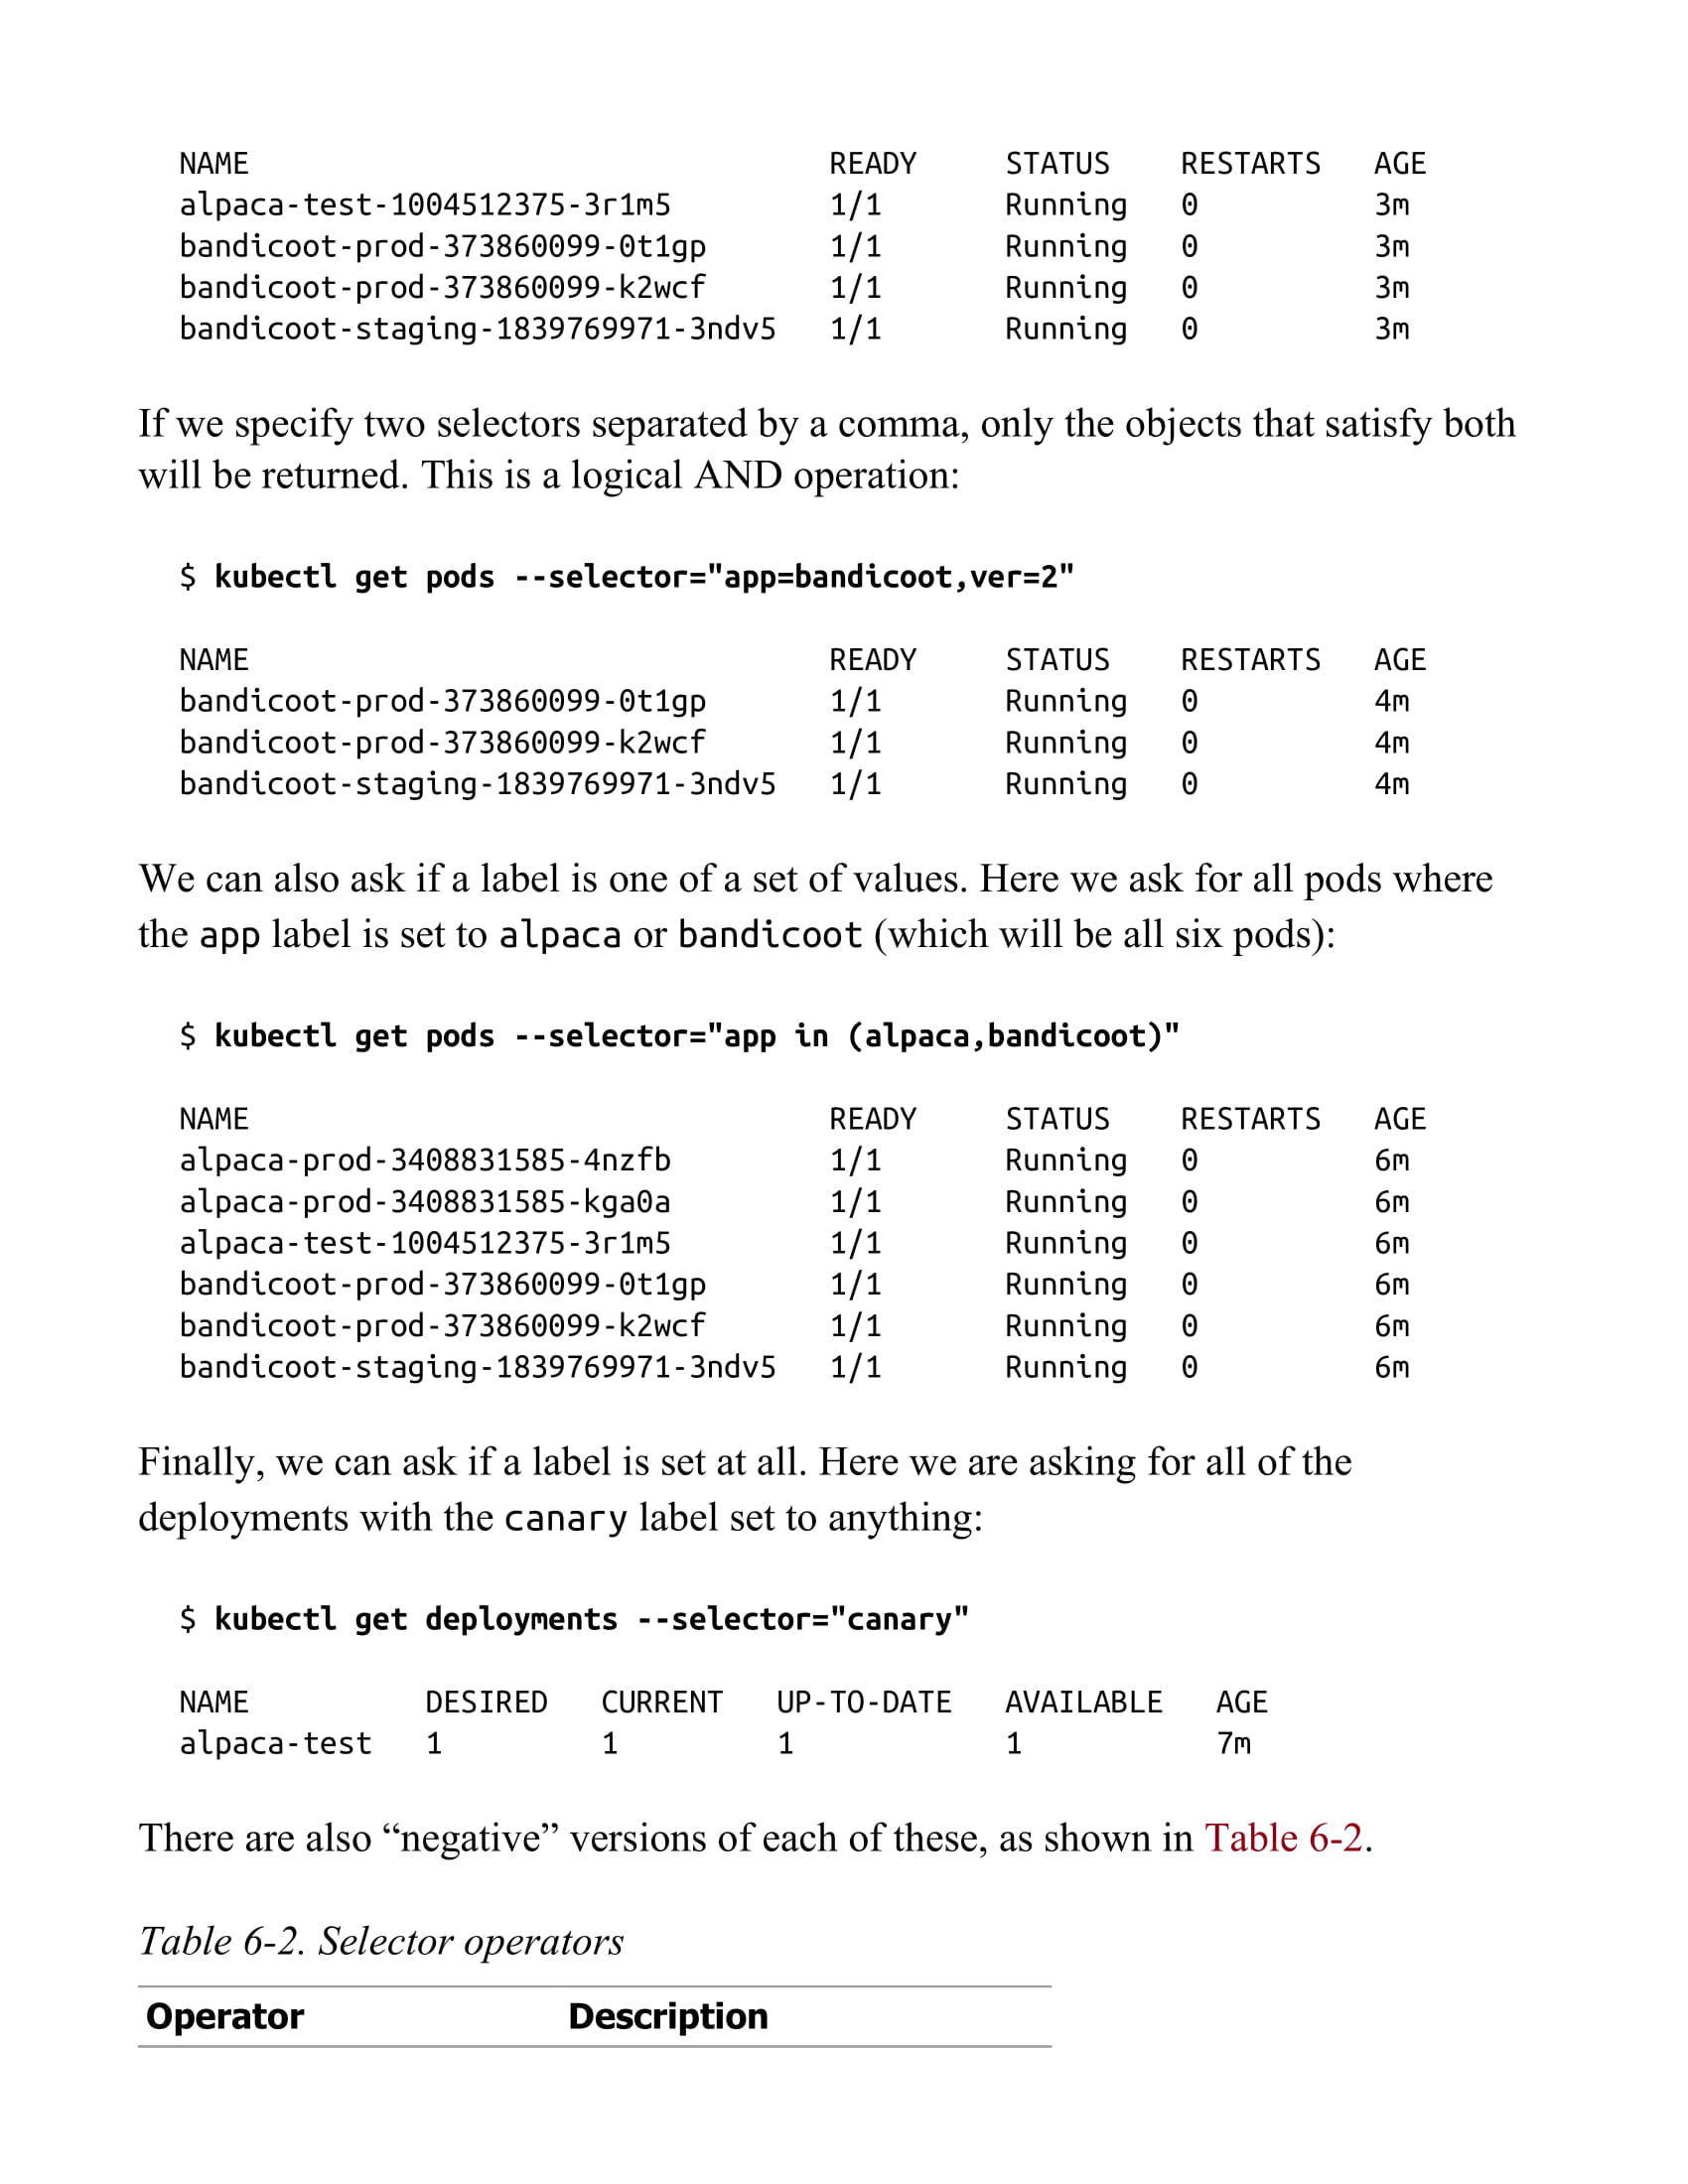 NAME READY STATUS RESTARTS AGE
alpaca-test-1004512375-3r1m5 1/1 Running 0 3m
bandicoot-prod-373860099-0t1gp 1/1 Running 0 3m
bandicoot-prod-373860099-k2wcf 1/1 Running 0 3m
bandicoot-staging-1839769971-3ndv5 1/1 Running 0 3m
If we specify two selectors separated by a comma, only the objects that satisfy both
will be returned. This is a logical AND operation:
$ kubectl get pods --selector="app=bandicoot,ver=2"
NAME READY STATUS RESTARTS AGE
bandicoot-prod-373860099-0t1gp 1/1 Running 0 4m
bandicoot-prod-373860099-k2wcf 1/1 Running 0 4m
bandicoot-staging-1839769971-3ndv5 1/1 Running 0 4m
We can also ask if a label is one of a set of values. Here we ask for all pods where
the app label is set to alpaca or bandicoot (which will be all six pods):
$ kubectl get pods --selector="app in (alpaca,bandicoot)"
NAME READY STATUS RESTARTS AGE
alpaca-prod-3408831585-4nzfb 1/1 Running 0 6m
alpaca-prod-3408831585-kga0a 1/1 Running 0 6m
alpaca-test-1004512375-3r1m5 1/1 Running 0 6m
bandicoot-prod-373860099-0t1gp 1/1 Running 0 6m
bandicoot-prod-373860099-k2wcf 1/1 Running 0 6m
bandicoot-staging-1839769971-3ndv5 1/1 Running 0 6m
Finally, we can ask if a label is set at all. Here we are asking for all of the
deployments with the canary label set to anything:
$ kubectl get deployments --selector="canary"
NAME DESIRED CURRENT UP-TO-DATE AVAILABLE AGE
alpaca-test 1 1 1 1 7m
There are also “negative” versions of each of these, as shown in Table 6-2.
Table 6-2. Selector operators
Operator Description